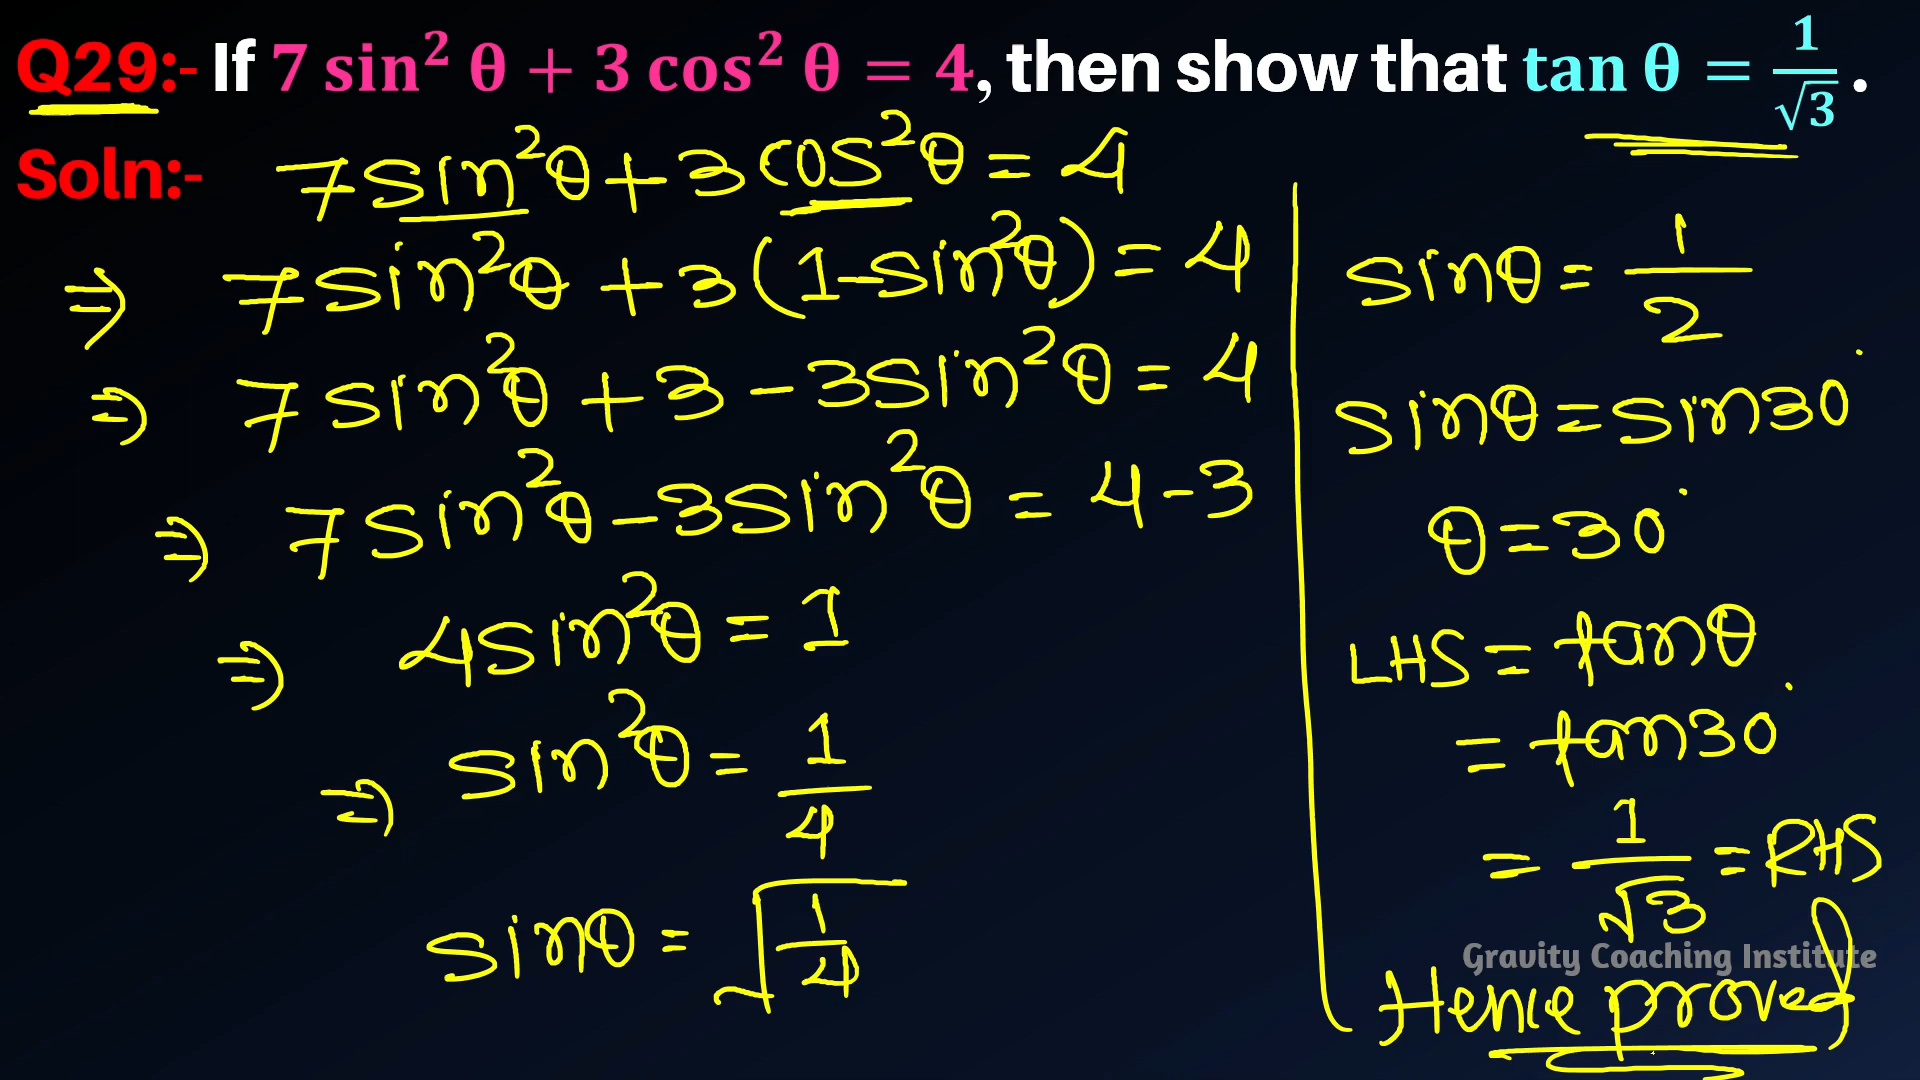 Q29:- If 7 sin² θ + 3 cos² θ = 4, then show that tan θ = 1/√3 .
Soln:- 7sin²θ + 3cos²θ = 4
⇒ 7sin²θ + 3(1-sin²θ) = 4
⇒ 7sin²θ + 3 - 3sin²θ = 4
⇒ 7sin²θ - 3sin²θ = 4-3
⇒ 4sin²θ = 1
⇒ sin²θ = 1/4
sinθ = √(1/4)
sinθ = 1/2
sinθ = sin30°
θ = 30°
LHS = tanθ
= tan30°
= 1/√3 = RHS
Gravity Coaching Institute
Hence proved